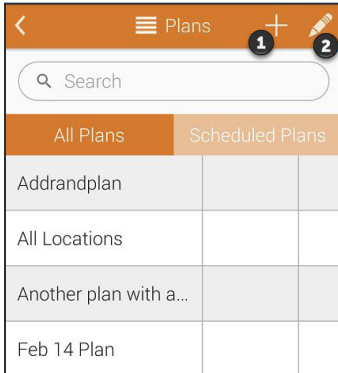 Plans
1
2
Search
All Plans
Scheduled Plans
Addrandplan
All Locations
Another plan with a...
Feb 14 Plan